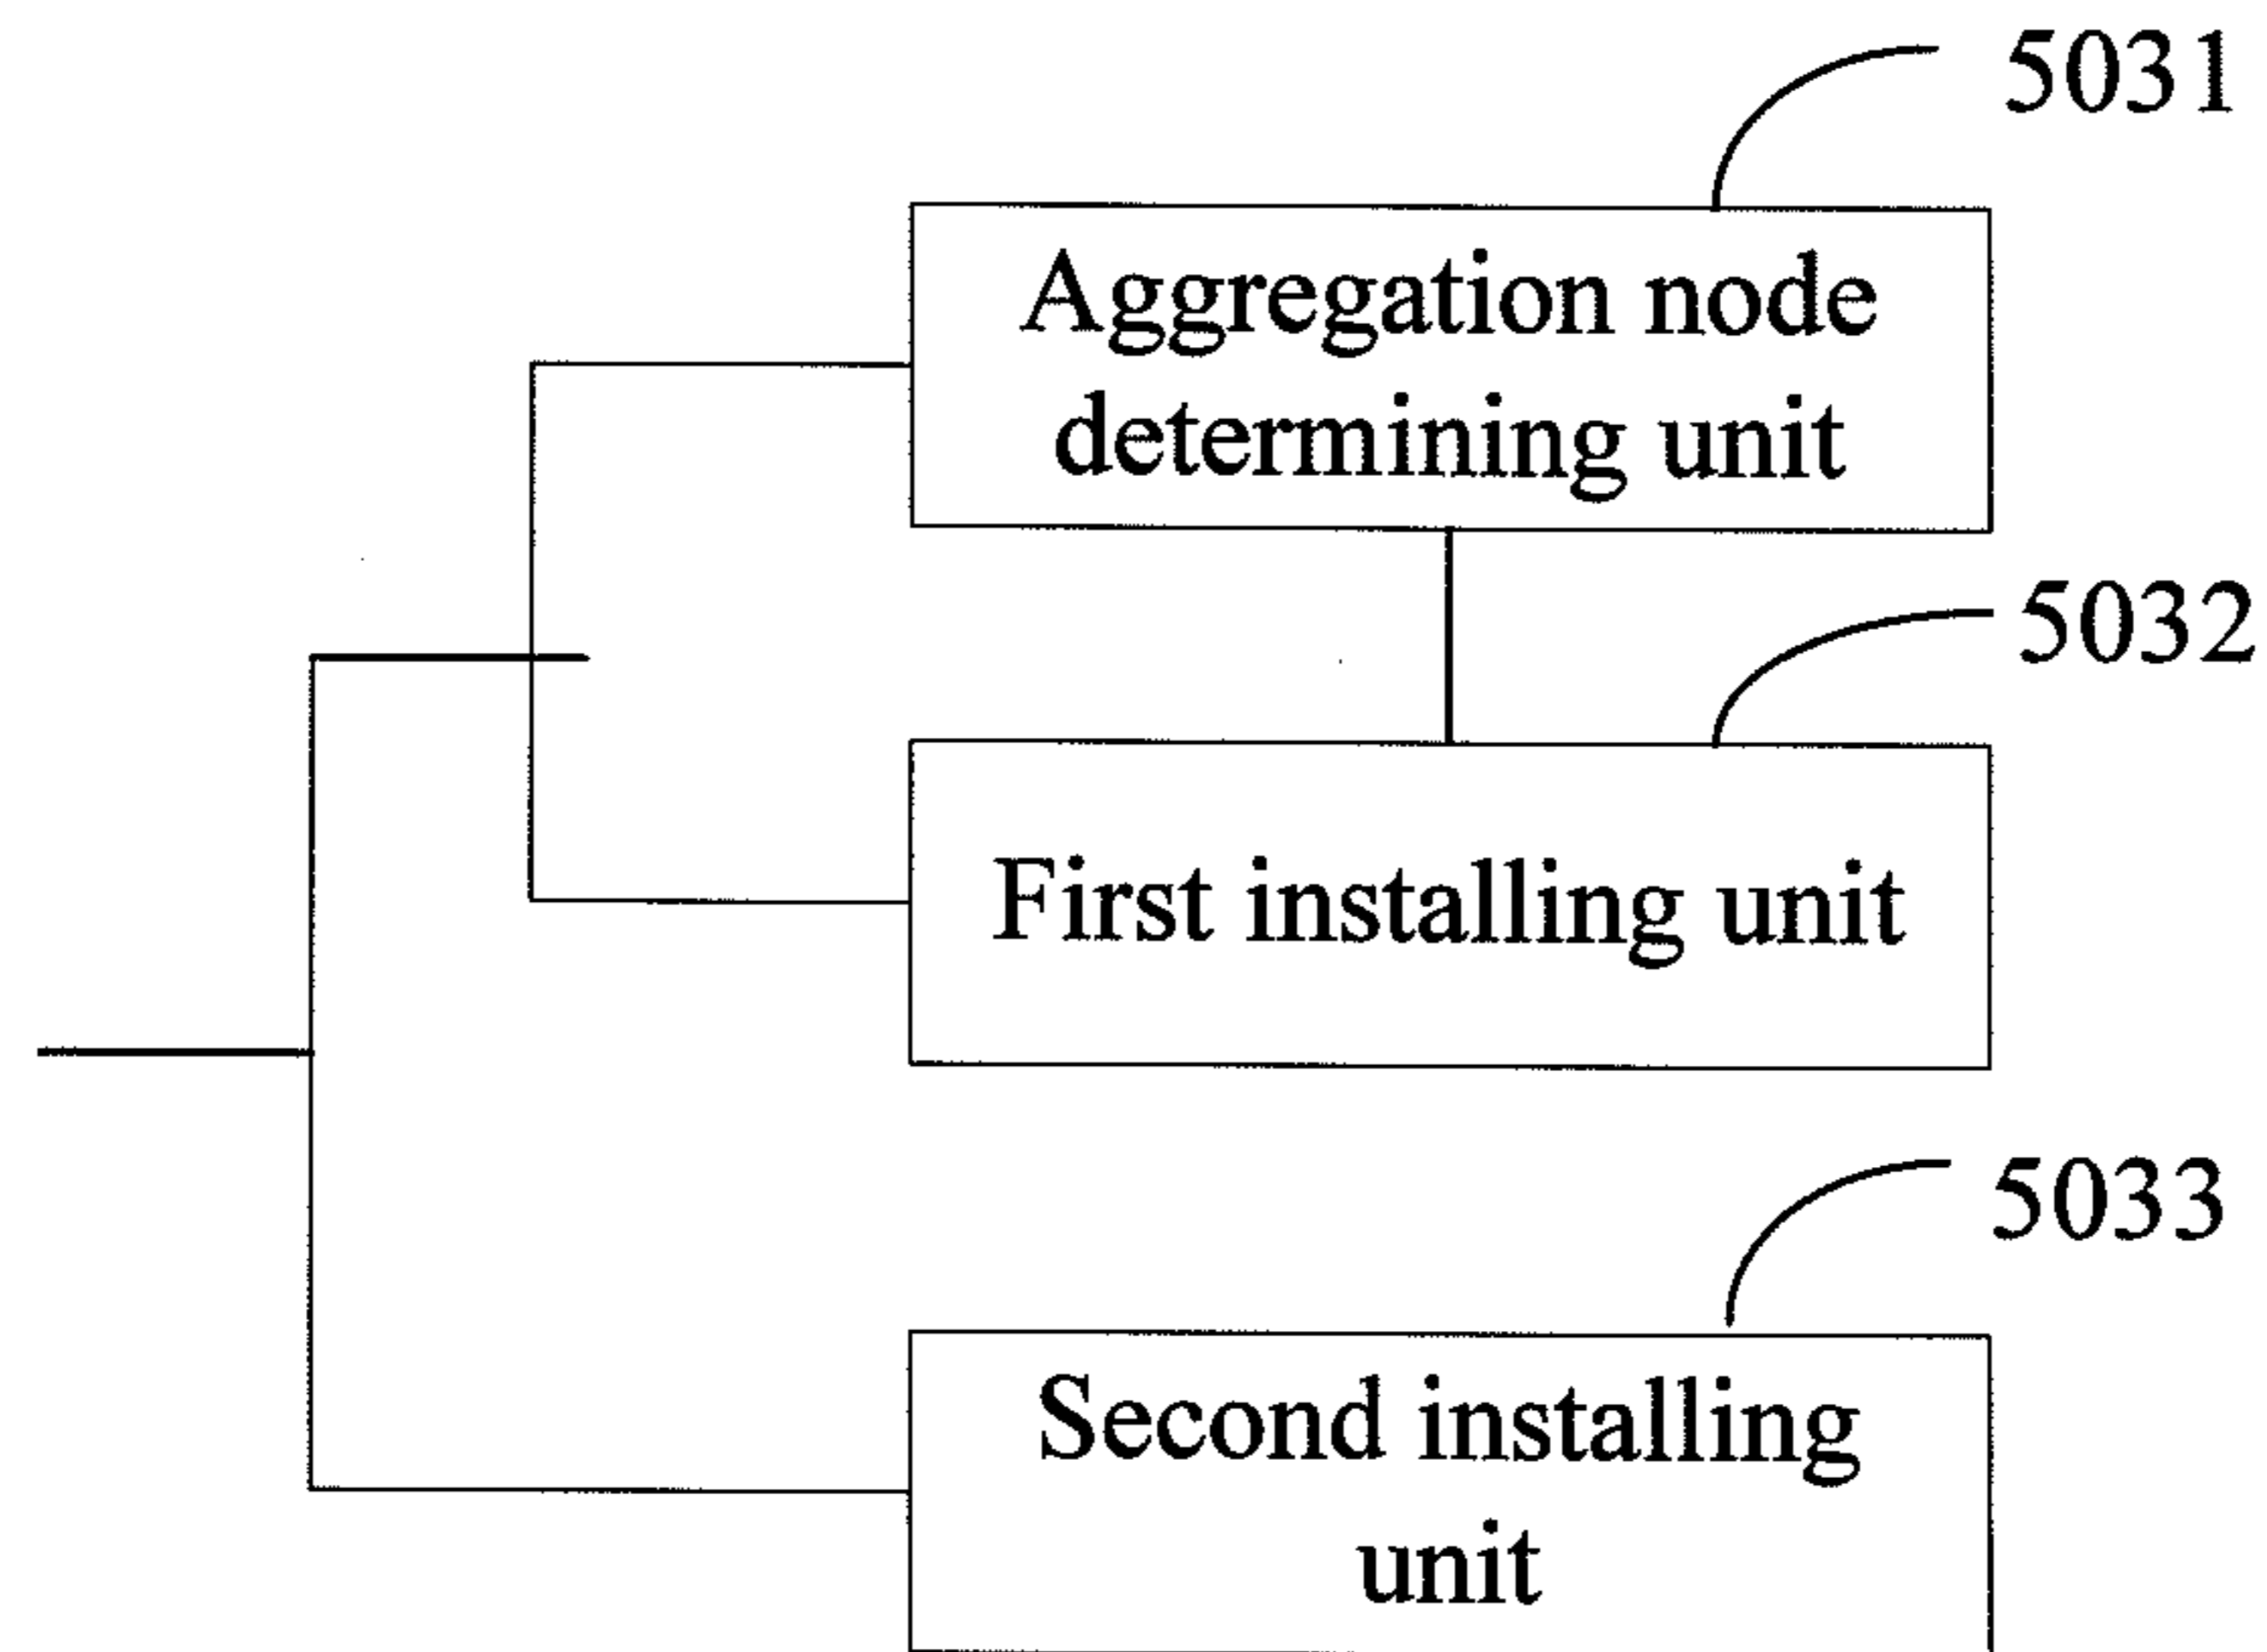 5031
Aggregation node
determining unit
5032
First installing unit
5033
Second installing
unit